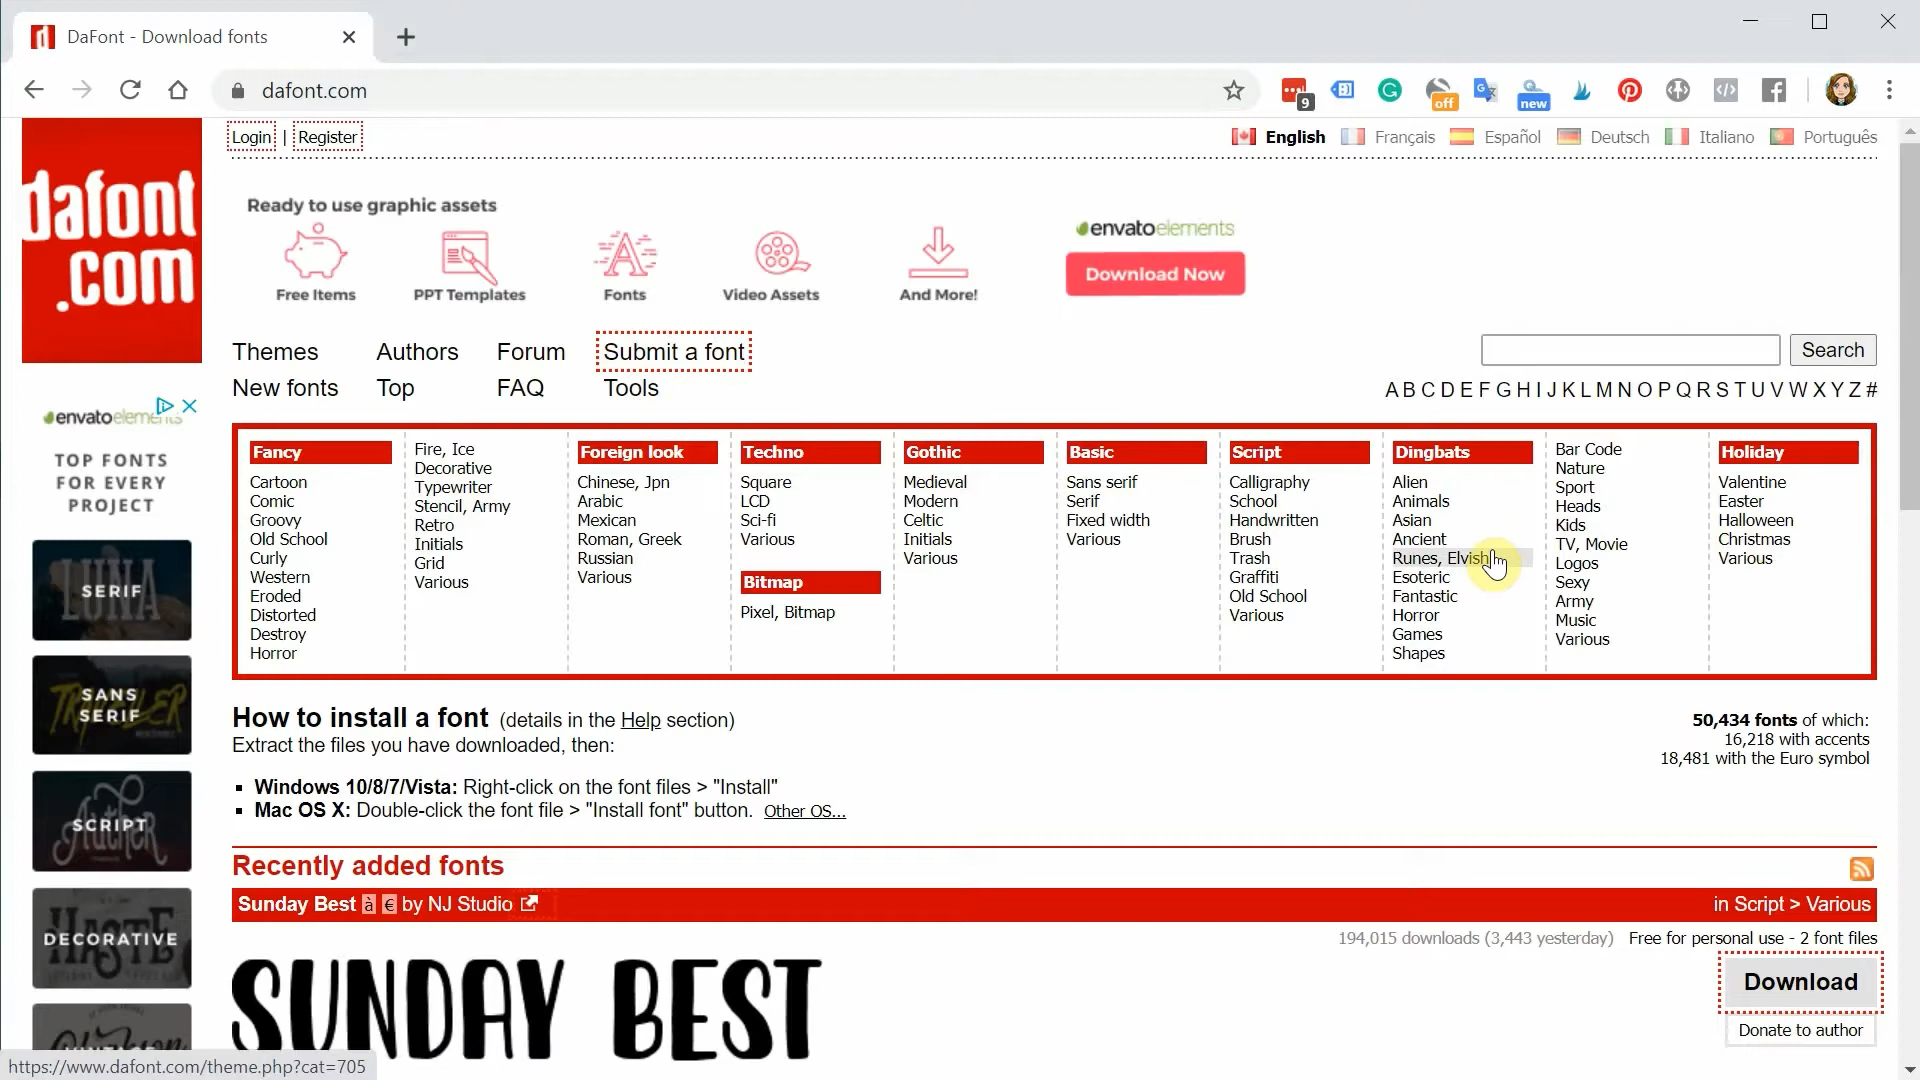 DaFont - Download fonts
dafont.com
9
off
new
dafont
.com
Login | Register
English Français Español Deutsch Italiano Português
Ready to use graphic assets
Free Items
PPT Templates
Fonts
Video Assets
And More!
envatoelements
Download Now
Themes Authors Forum Submit a font
New fonts Top FAQ Tools
Search
A B C D E F G H I J K L M N O P Q R S T U V W X Y Z #
envatoelements
TOP FONTS
FOR EVERY
PROJECT
LUNA
SERIF
SANS
SERIF
Author
SCRIPT
HASTE
DECORATIVE
Fancy
Cartoon
Comic
Groovy
Old School
Curly
Western
Eroded
Distorted
Destroy
Horror
Fire, Ice
Decorative
Typewriter
Stencil, Army
Retro
Initials
Grid
Various
Foreign look
Chinese, Jpn
Arabic
Mexican
Roman, Greek
Russian
Various
Techno
Square
LCD
Sci-fi
Various
Bitmap
Pixel, Bitmap
Gothic
Medieval
Modern
Celtic
Initials
Various
Basic
Sans serif
Serif
Fixed width
Various
Script
Calligraphy
School
Handwritten
Brush
Trash
Graffiti
Old School
Various
Dingbats
Alien
Animals
Asian
Ancient
Runes, Elvish
Esoteric
Fantastic
Horror
Games
Shapes
Bar Code
Nature
Sport
Heads
Kids
TV, Movie
Logos
Sexy
Army
Music
Various
Holiday
Valentine
Easter
Halloween
Christmas
Various
How to install a font (details in the Help section)
Extract the files you have downloaded, then:
Windows 10/8/7/Vista: Right-click on the font files > "Install"
Mac OS X: Double-click the font file > "Install font" button. Other OS...
50,434 fonts of which:
16,218 with accents
18,481 with the Euro symbol
Recently added fonts
Sunday Best à € by NJ Studio
in Script > Various
194,015 downloads (3,443 yesterday) Free for personal use - 2 font files
SUNDAY BEST
Download
Donate to author
https://www.dafont.com/theme.php?cat=705